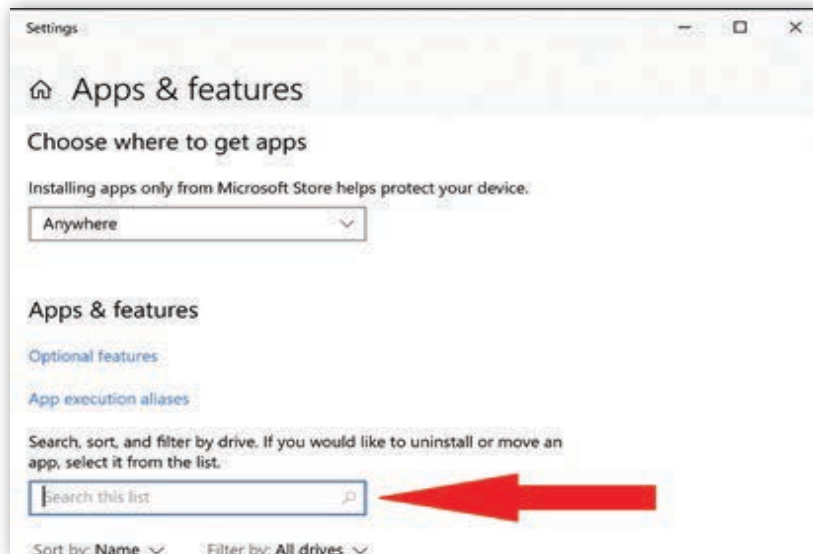 Settings
Apps & features
Choose where to get apps
Installing apps only from Microsoft Store helps protect your device.
Anywhere
Apps & features
Optional features
App execution aliases
Search, sort, and filter by drive. If you would like to uninstall or move an
app, select it from the list.
Search this list
Sort by: Name Filter by: All drives